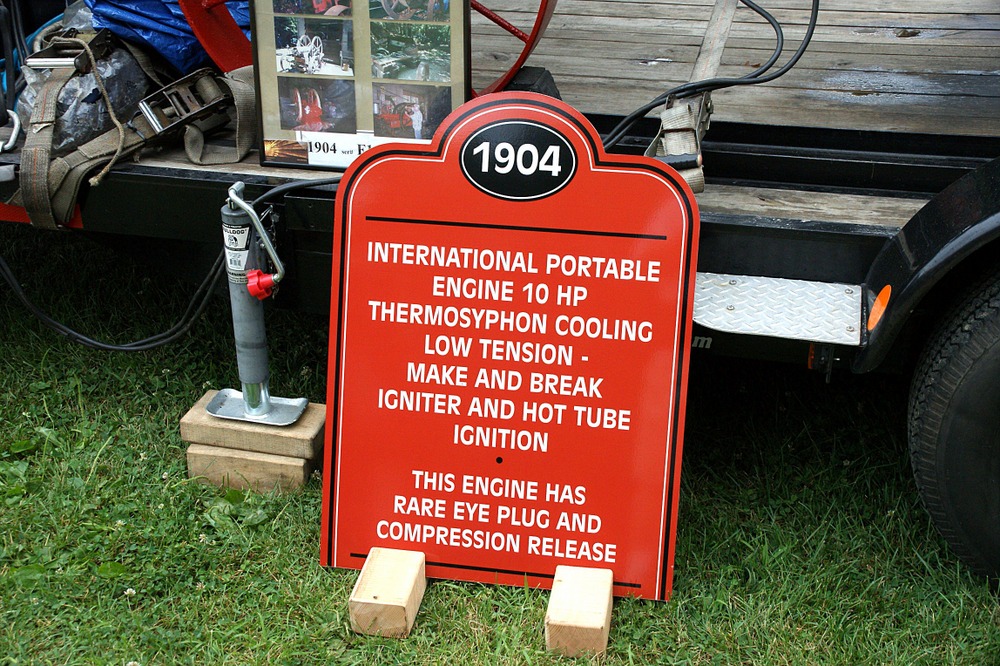 1904
1904
INTERNATIONAL PORTABLE
ENGINE 10 HP
THERMOSYPHON COOLING
LOW TENSION -
MAKE AND BREAK
IGNITER AND HOT TUBE
IGNITION
•
THIS ENGINE HAS
RARE EYE PLUG AND
COMPRESSION RELEASE